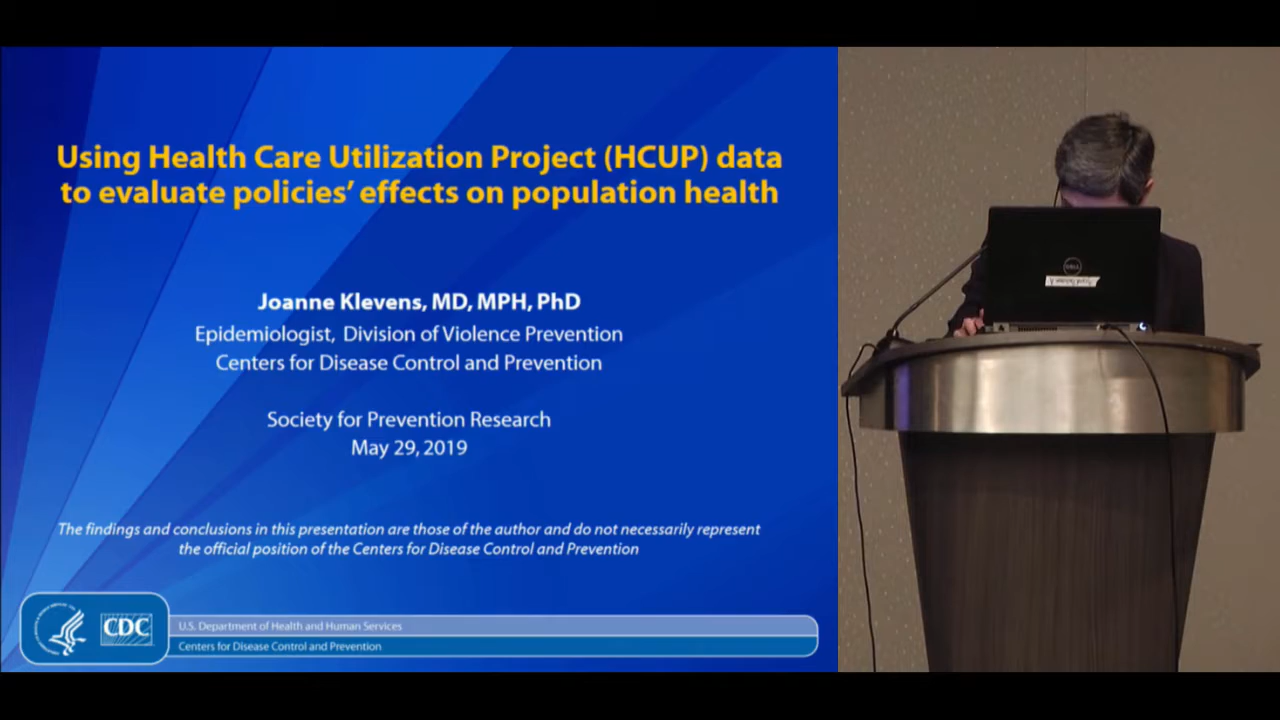 Using Health Care Utilization Project (HCUP) data
to evaluate policies' effects on population health
Joanne Klevens, MD, MPH, PhD
Epidemiologist, Division of Violence Prevention
Centers for Disease Control and Prevention
Society for Prevention Research
May 29, 2019
The findings and conclusions in this presentation are those of the author and do not necessarily represent
the official position of the Centers for Disease Control and Prevention
CDC
U.S. Department of Health and Human Services
Centers for Disease Control and Prevention
DELL